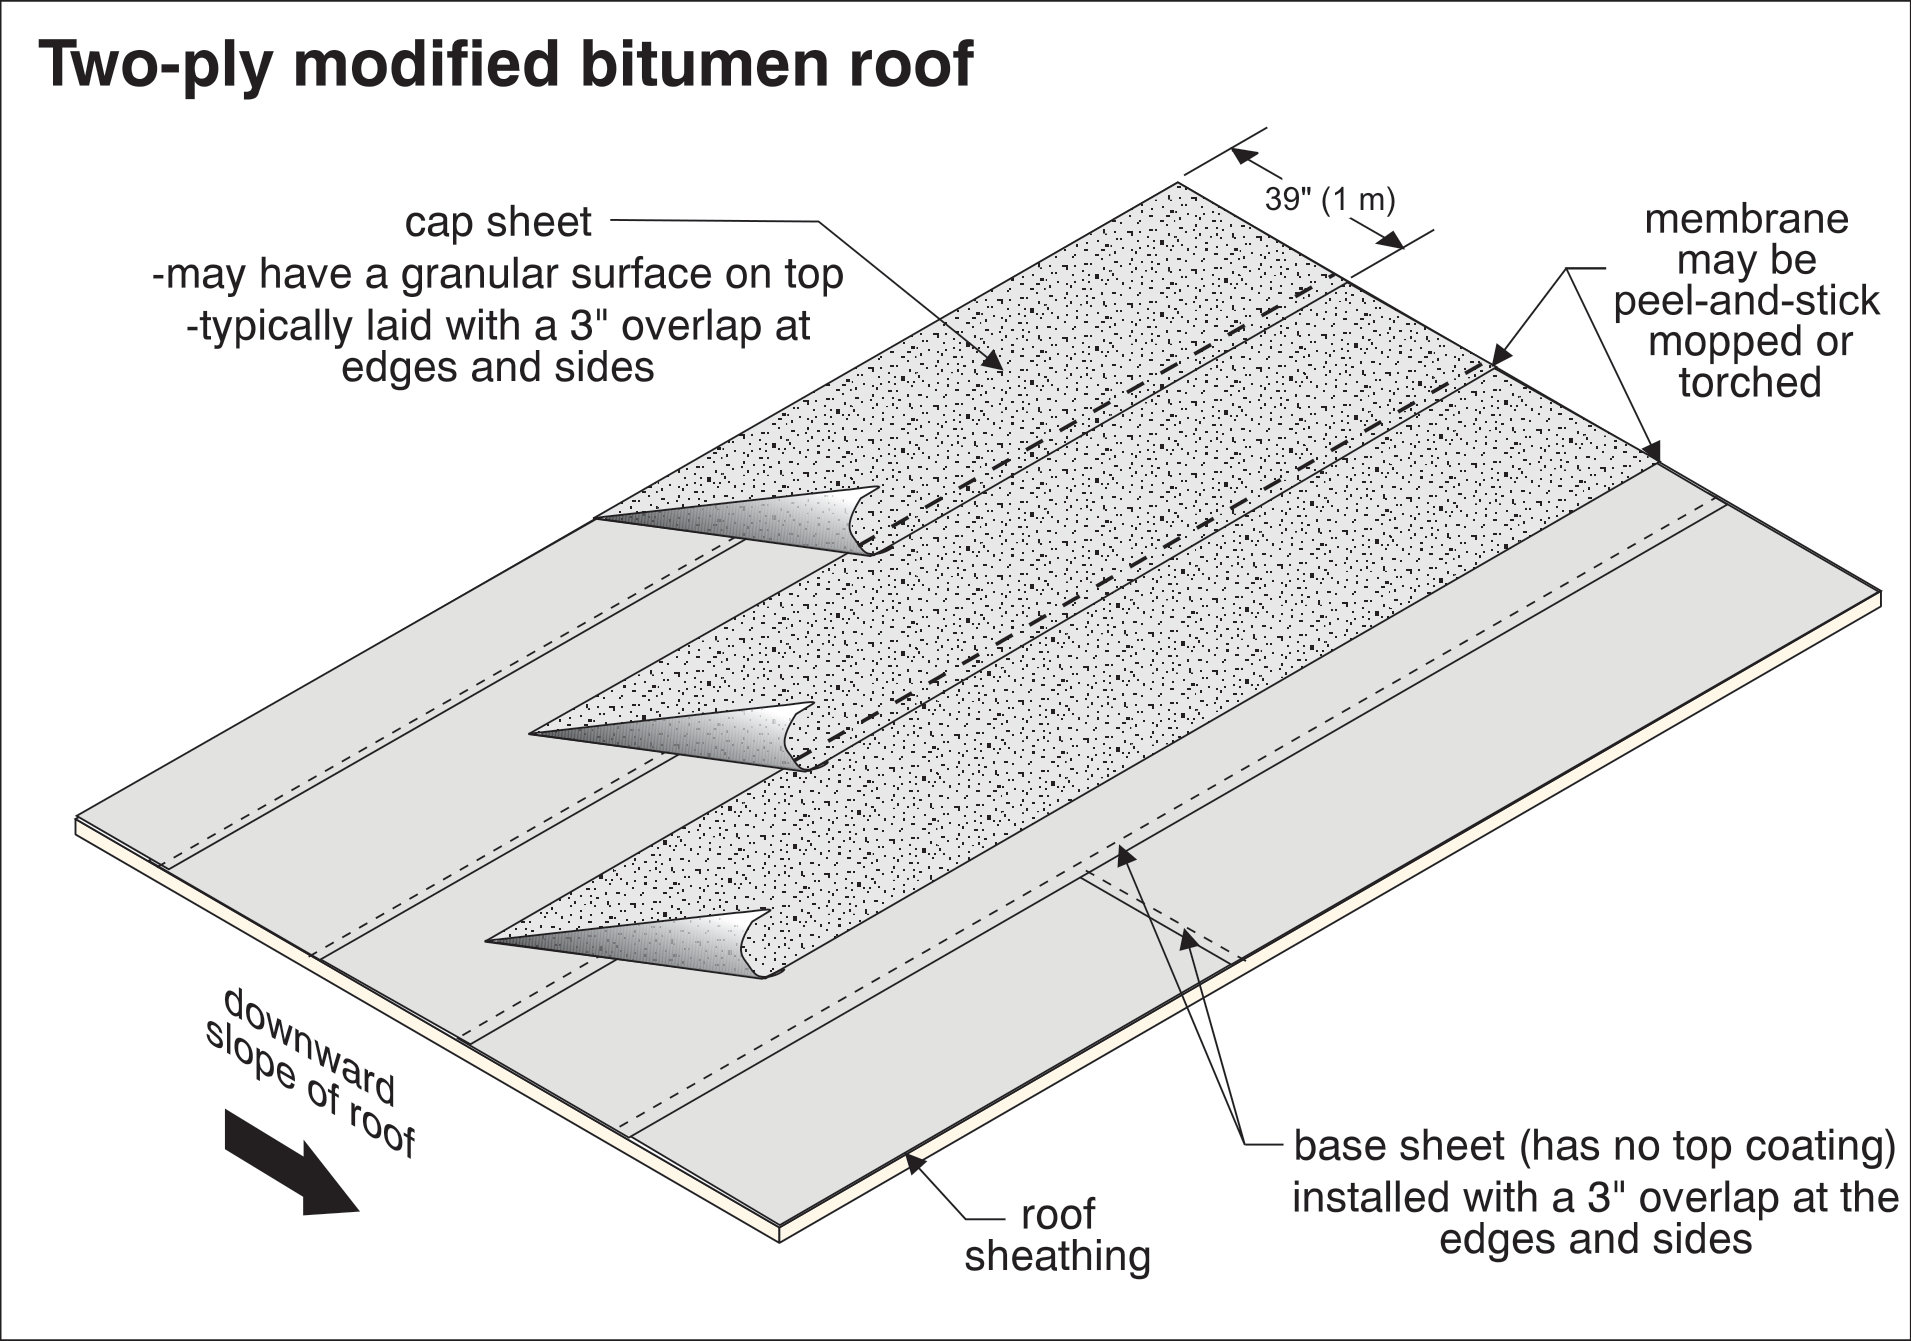 Two-ply modified bitumen roof
39" (1 m)
cap sheet
-may have a granular surface on top
-typically laid with a 3" overlap at
edges and sides
membrane
may be
peel-and-stick
mopped or
torched
downward
slope of roof
base sheet (has no top coating)
installed with a 3" overlap at the
edges and sides
roof
sheathing